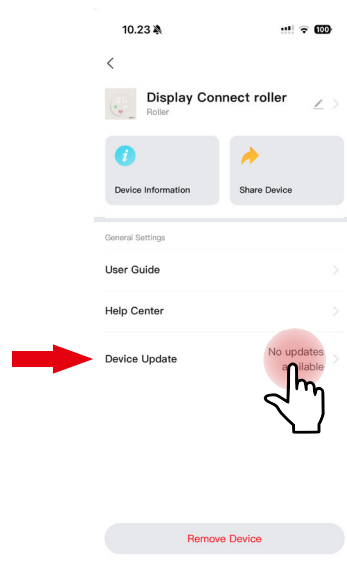 10.23
100
Display Connect roller
Roller
i
Device Information
Share Device
General Settings
User Guide
Help Center
Device Update
No updates
available
Remove Device